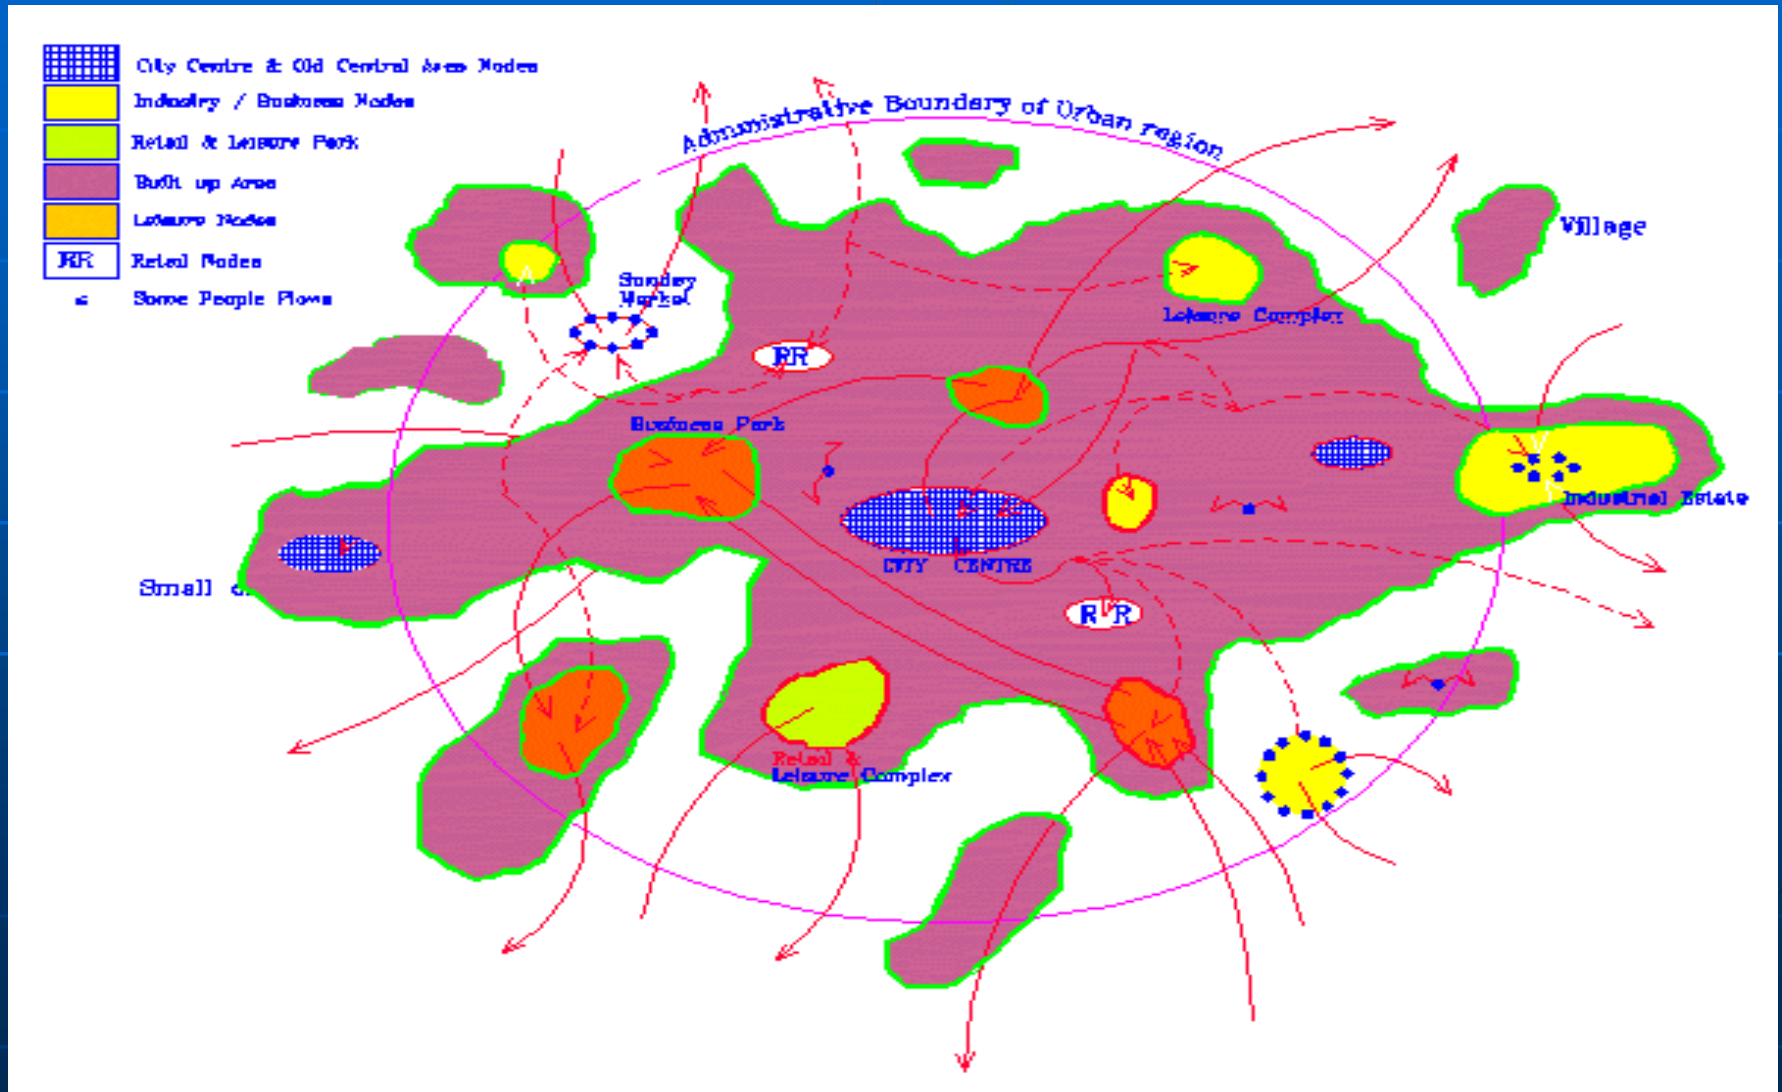 City Centre & Old Central Area Nodes
Industry / Business Nodes
Retail & Leisure Park
Built up Area
Leisure Nodes
RR Retail Nodes
Some People Flows
Administrative Boundary of Urban region
Village
Sunday
Market
Leisure Complex
RR
Business Park
Industrial Estate
CITY CENTRE
Small
R R
Retail &
Leisure Complex